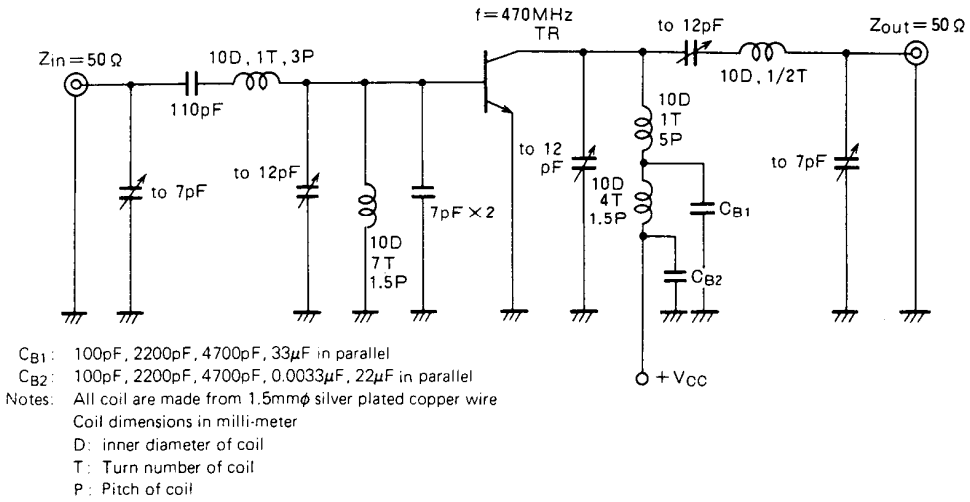 f=470MHz
TR
to 12pF
Zout=50Ω
Zin=50Ω
10D, 1T, 3P
110pF
10D, 1/2T
10D
1T
5P
to 7pF
to 12pF
7pF×2
10D
7T
1.5P
to 12
pF
10D
4T
1.5P
CB1
CB2
to 7pF
+VCC
CB1: 100pF, 2200pF, 4700pF, 33μF in parallel
CB2: 100pF, 2200pF, 4700pF, 0.0033μF, 22μF in parallel
Notes: All coil are made from 1.5mmφ silver plated copper wire
Coil dimensions in milli-meter
D: inner diameter of coil
T: Turn number of coil
P: Pitch of coil